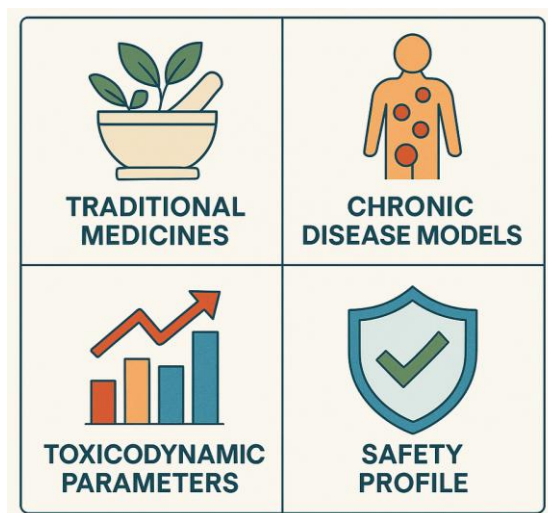 TRADITIONAL
MEDICINES
CHRONIC
DISEASE MODELS
TOXICODYNAMIC
PARAMETERS
SAFETY
PROFILE